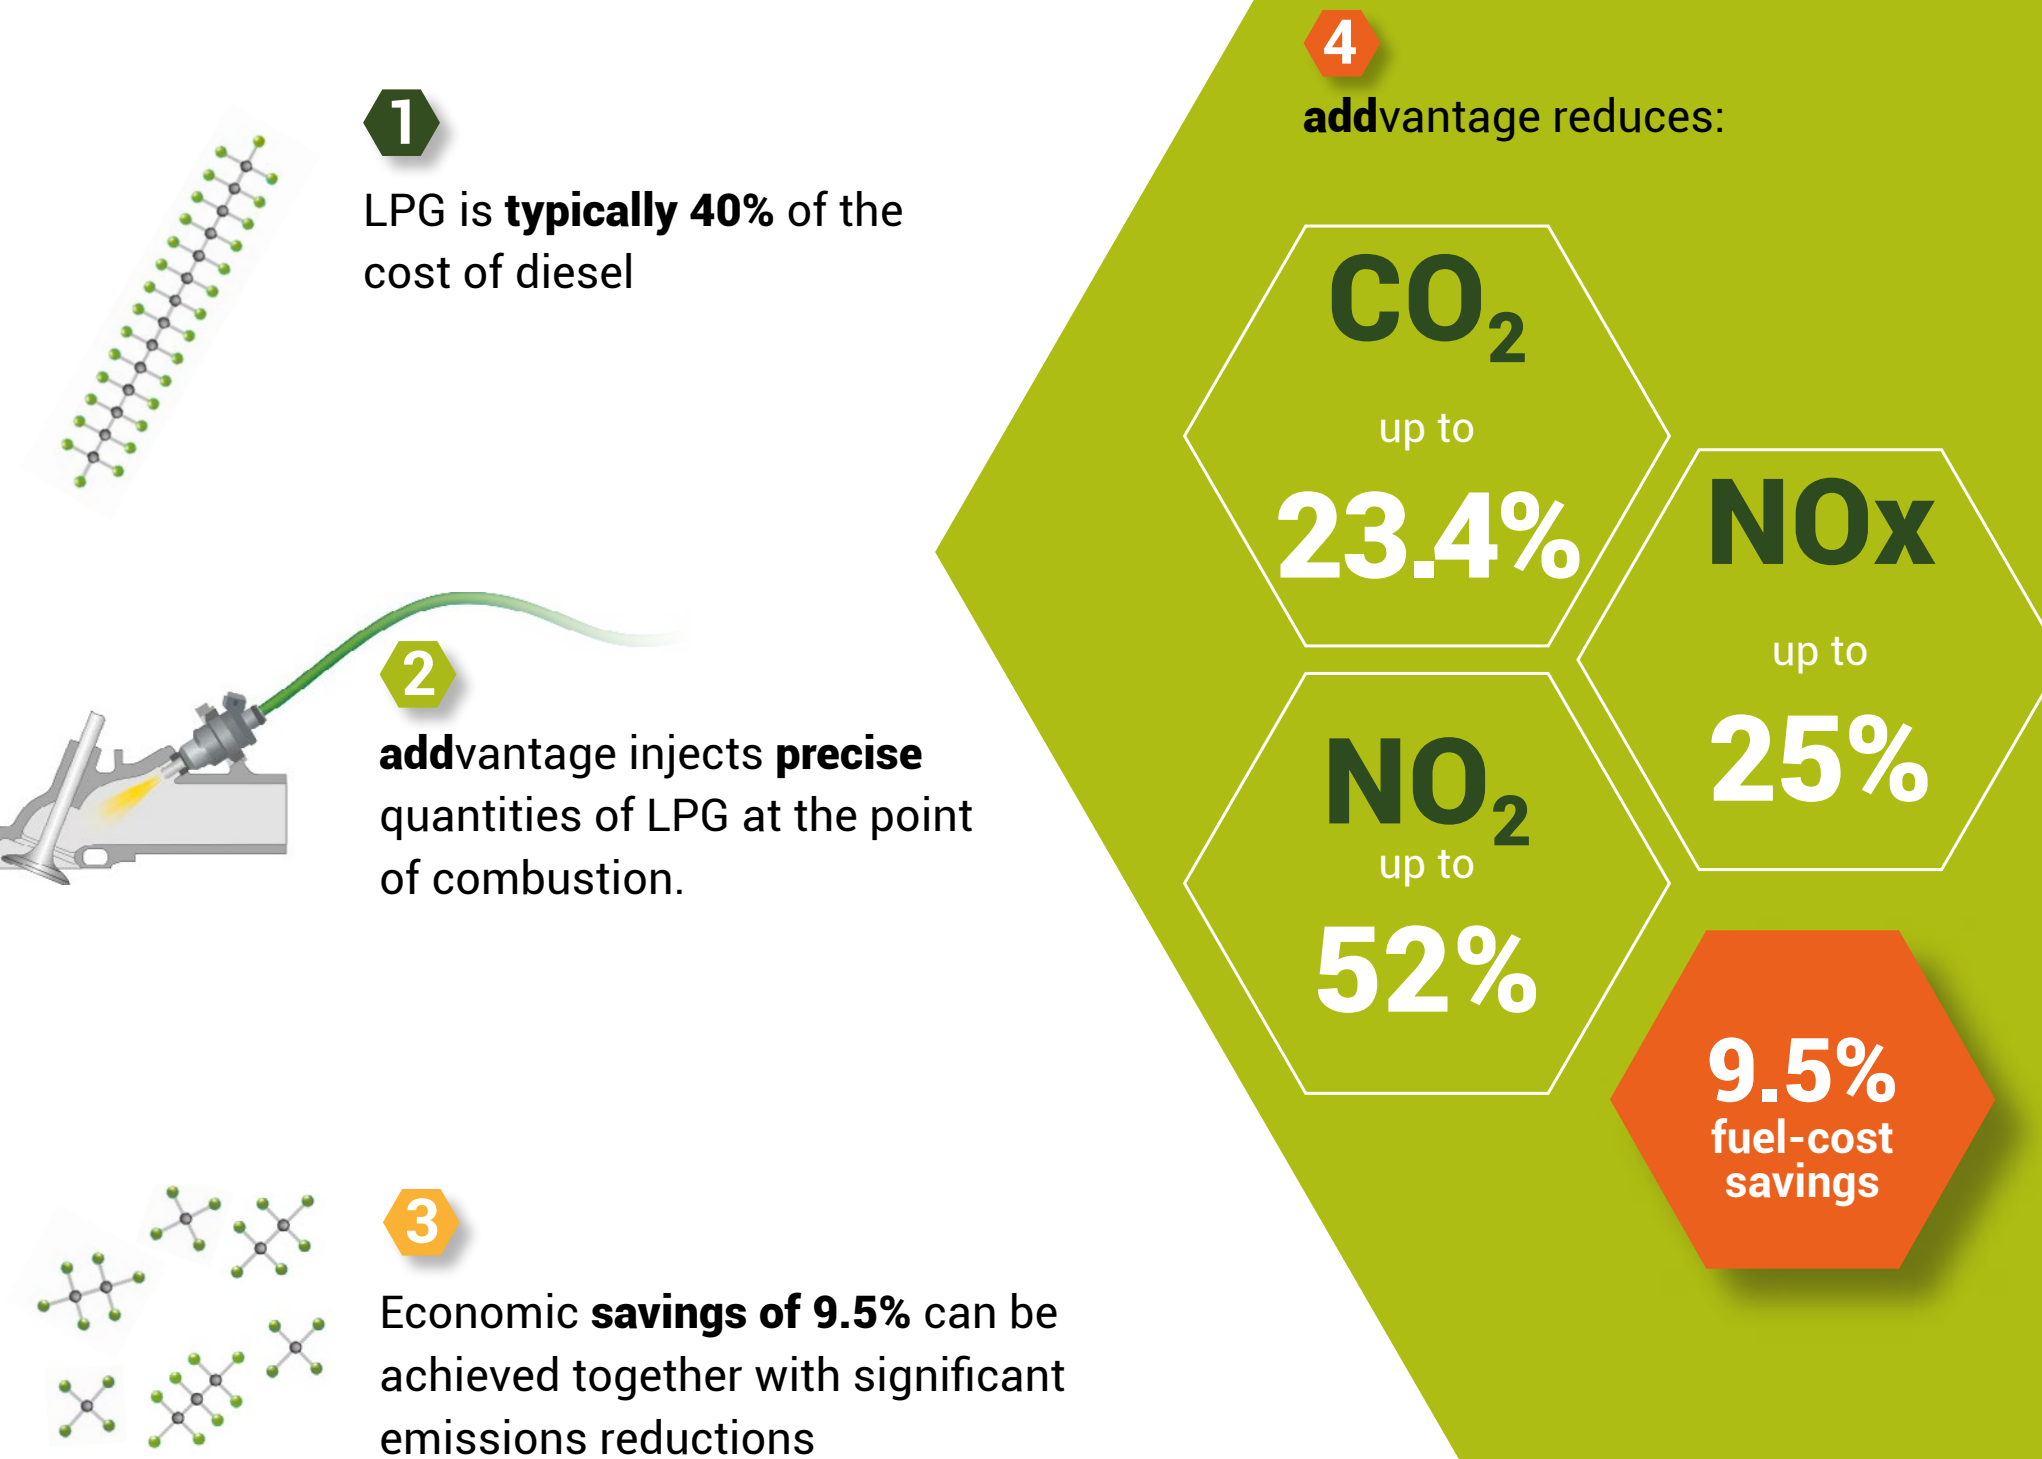 1
LPG is typically 40% of the
cost of diesel
2
addvantage injects precise
quantities of LPG at the point
of combustion.
3
Economic savings of 9.5% can be
achieved together with significant
emissions reductions
4
addvantage reduces:
CO₂
up to
23.4%
NOx
up to
25%
NO₂
up to
52%
9.5%
fuel-cost
savings